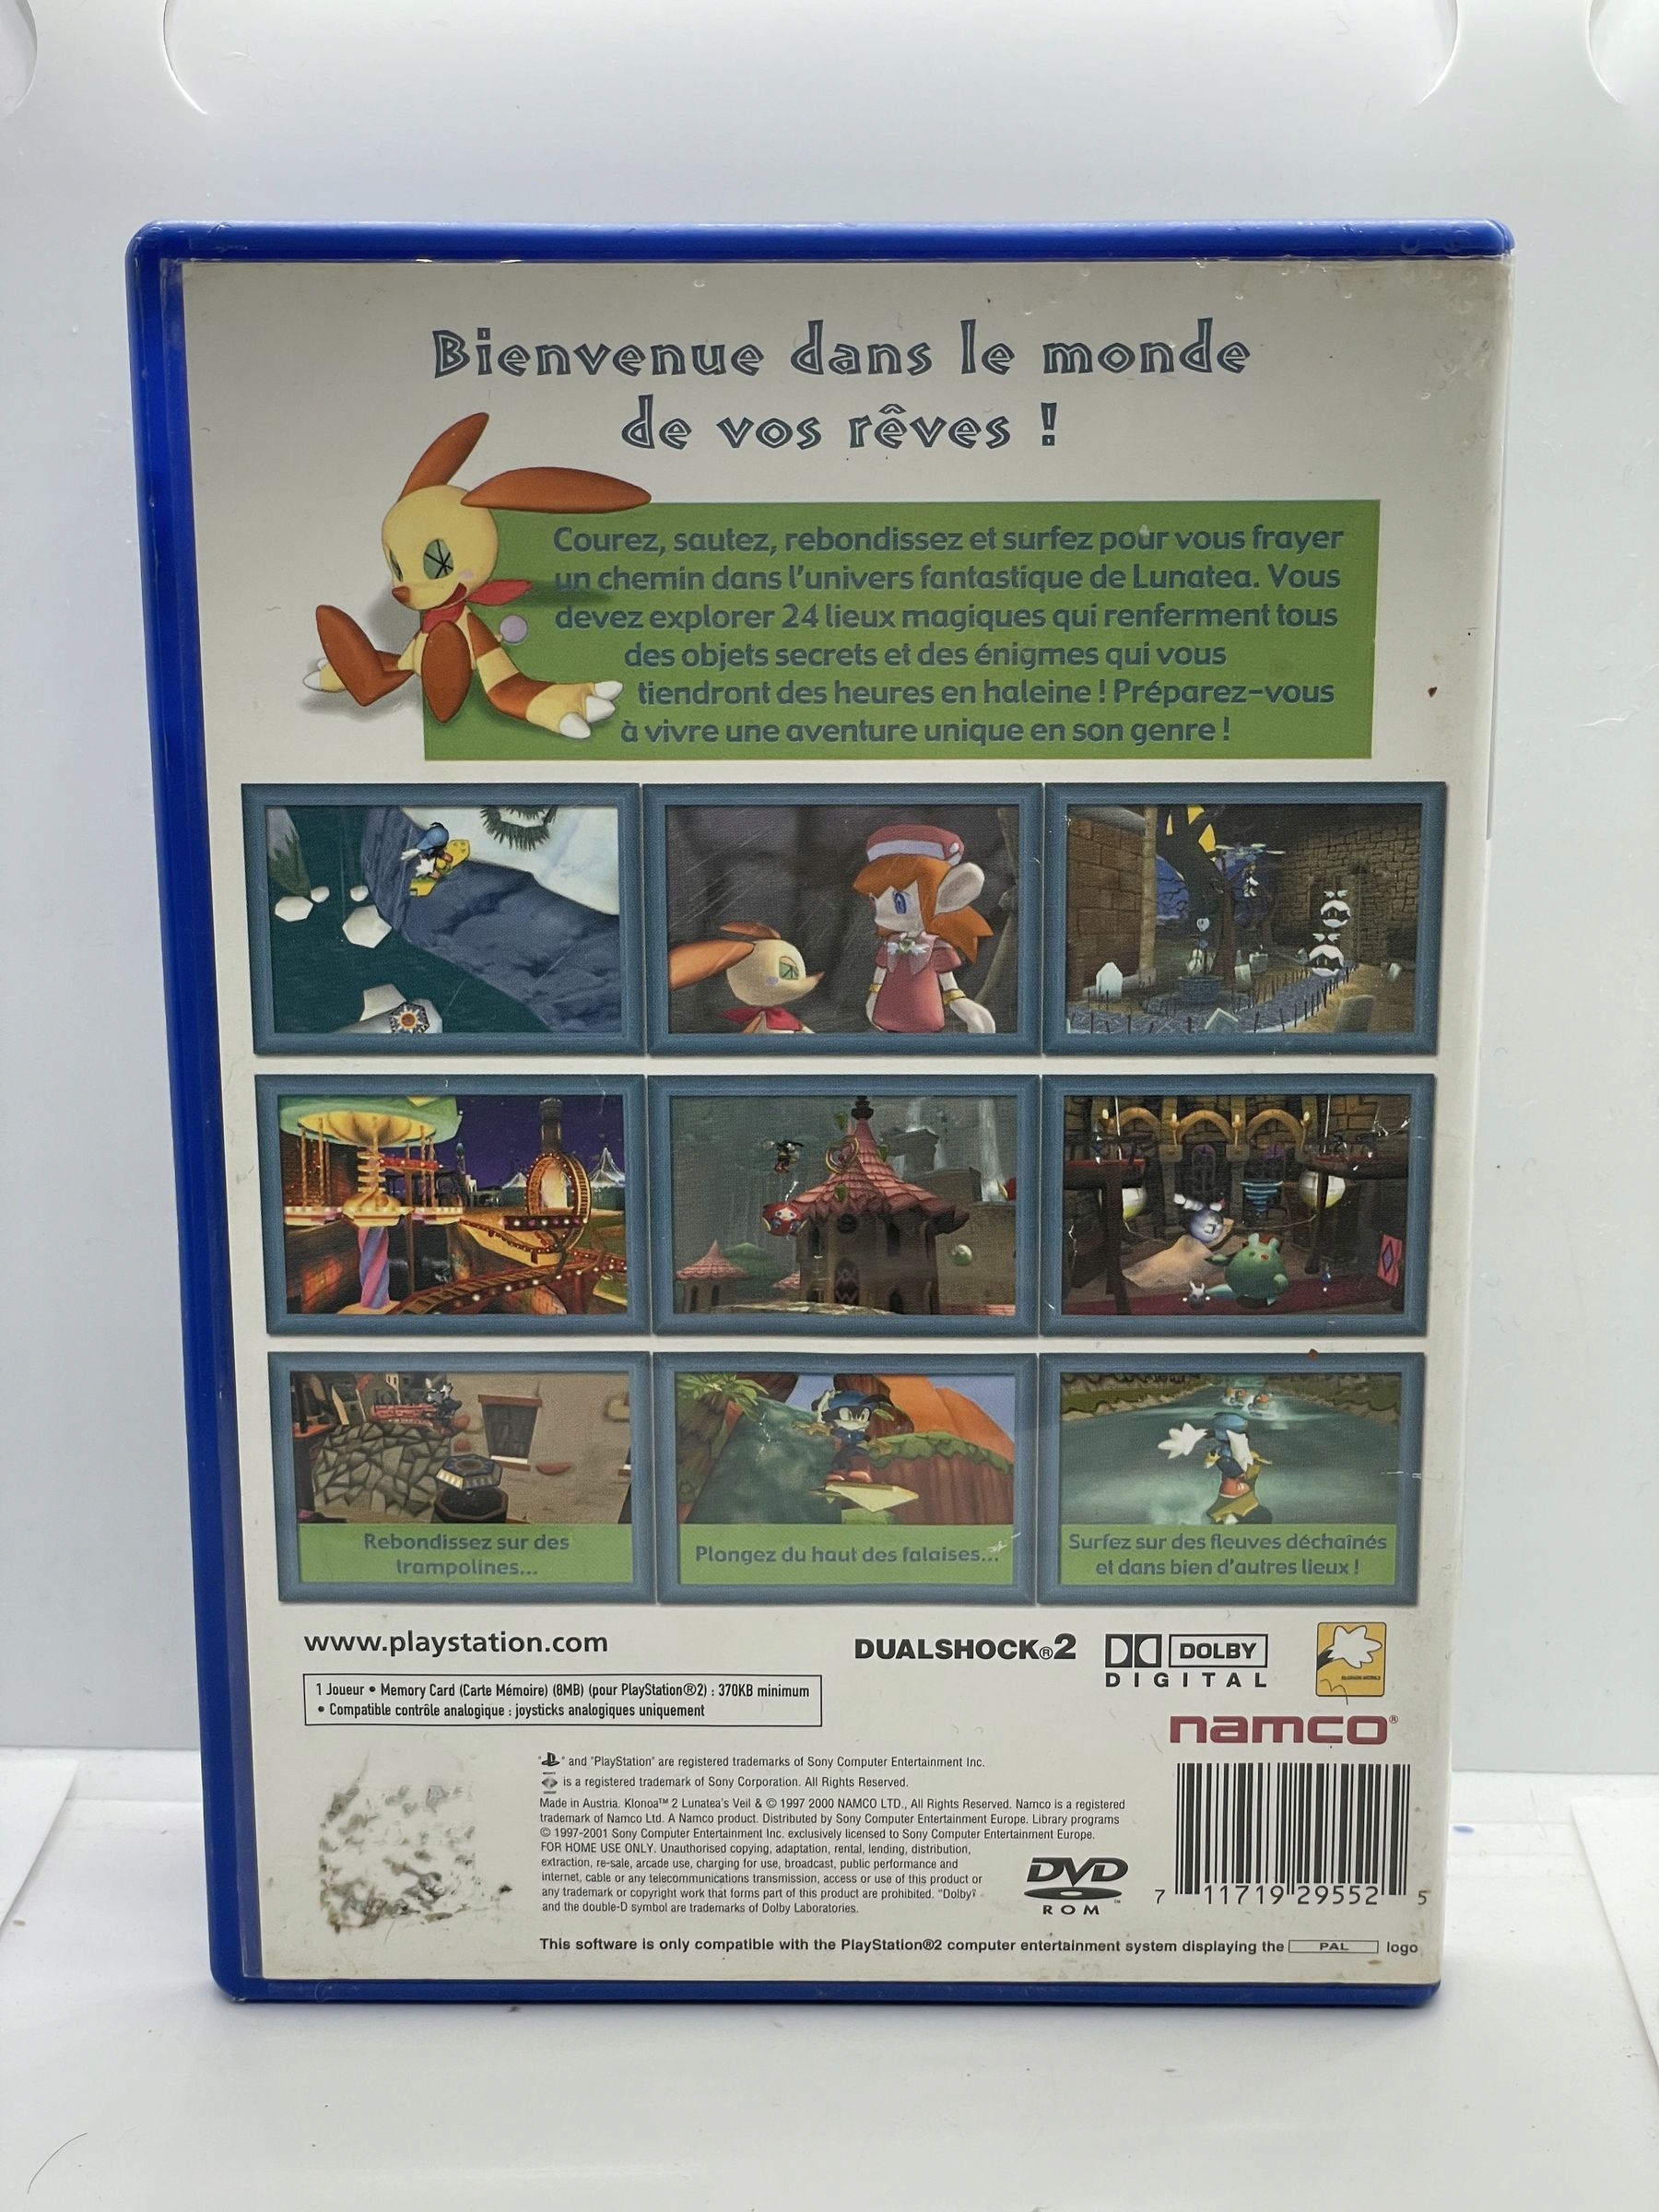 Bienvenue dans le monde
de vos rêves !
Courez, sautez, rebondissez et surfez pour vous frayer
un chemin dans l'univers fantastique de Lunatea. Vous
devez explorer 24 lieux magiques qui renferment tous
des objets secrets et des énigmes qui vous
tiendront des heures en haleine ! Préparez-vous
à vivre une aventure unique en son genre !
Rebondissez sur des
trampolines...
Plongez du haut des falaises...
Surfez sur des fleuves déchaînés
et dans bien d'autres lieux !
www.playstation.com
DUALSHOCK®2
DOLBY
DIGITAL
1 Joueur • Memory Card (Carte Mémoire) (8MB) (pour PlayStation®2) : 370KB minimum
• Compatible contrôle analogique : joysticks analogiques uniquement
namco®
" " and "PlayStation" are registered trademarks of Sony Computer Entertainment Inc.
is a registered trademark of Sony Corporation. All Rights Reserved.
Made in Austria. Klonoa™ 2 Lunatea's Veil & © 1997 2000 NAMCO LTD., All Rights Reserved. Namco is a registered
trademark of Namco Ltd. A Namco product. Distributed by Sony Computer Entertainment Europe. Library programs
© 1997-2001 Sony Computer Entertainment Inc. exclusively licensed to Sony Computer Entertainment Europe.
FOR HOME USE ONLY. Unauthorised copying, adaptation, rental, lending, distribution,
extraction, re-sale, arcade use, charging for use, broadcast, public performance and
internet, cable or any telecommunications transmission, access or use of this product or
any trademark or copyright work that forms part of this product are prohibited. "Dolby"
and the double-D symbol are trademarks of Dolby Laboratories.
DVD
ROM
7 11719 29552 5
This software is only compatible with the PlayStation®2 computer entertainment system displaying the PAL logo